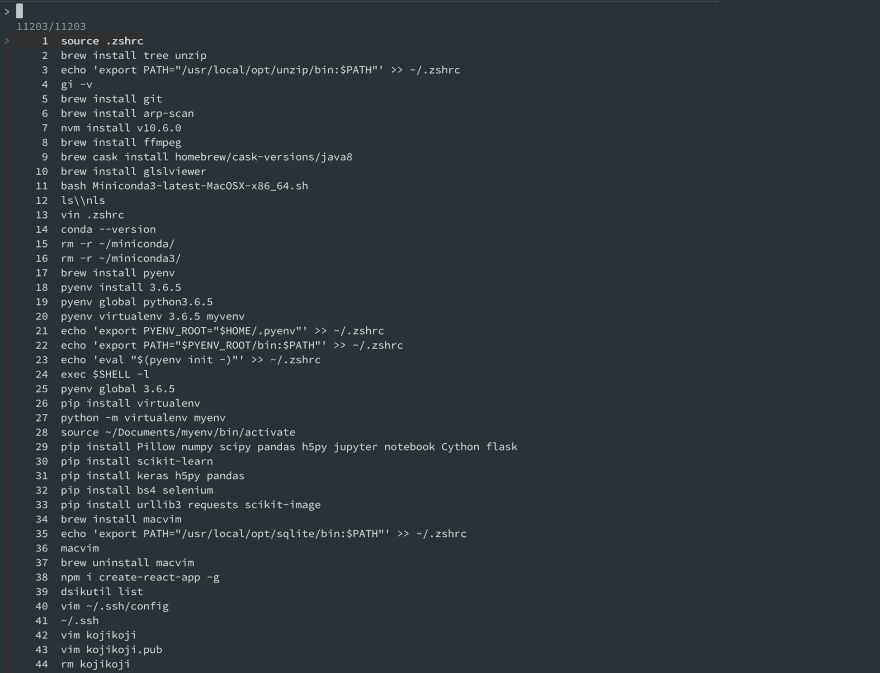 >
11203/11203
> 1 source .zshrc
2 brew install tree unzip
3 echo 'export PATH="/usr/local/opt/unzip/bin:$PATH"' >> ~/.zshrc
4 gi -v
5 brew install git
6 brew install arp-scan
7 nvm install v10.6.0
8 brew install ffmpeg
9 brew cask install homebrew/cask-versions/java8
10 brew install glslviewer
11 bash Miniconda3-latest-MacOSX-x86_64.sh
12 ls\\nls
13 vin .zshrc
14 conda --version
15 rm -r ~/miniconda/
16 rm -r ~/miniconda3/
17 brew install pyenv
18 pyenv install 3.6.5
19 pyenv global python3.6.5
20 pyenv virtualenv 3.6.5 myvenv
21 echo 'export PYENV_ROOT="$HOME/.pyenv"' >> ~/.zshrc
22 echo 'export PATH="$PYENV_ROOT/bin:$PATH"' >> ~/.zshrc
23 echo 'eval "$(pyenv init -)"' >> ~/.zshrc
24 exec $SHELL -l
25 pyenv global 3.6.5
26 pip install virtualenv
27 python -m virtualenv myenv
28 source ~/Documents/myenv/bin/activate
29 pip install Pillow numpy scipy pandas h5py jupyter notebook Cython flask
30 pip install scikit-learn
31 pip install keras h5py pandas
32 pip install bs4 selenium
33 pip install urllib3 requests scikit-image
34 brew install macvim
35 echo 'export PATH="/usr/local/opt/sqlite/bin:$PATH"' >> ~/.zshrc
36 macvim
37 brew uninstall macvim
38 npm i create-react-app -g
39 dsikutil list
40 vim ~/.ssh/config
41 ~/.ssh
42 vim kojikoji
43 vim kojikoji.pub
44 rm kojikoji